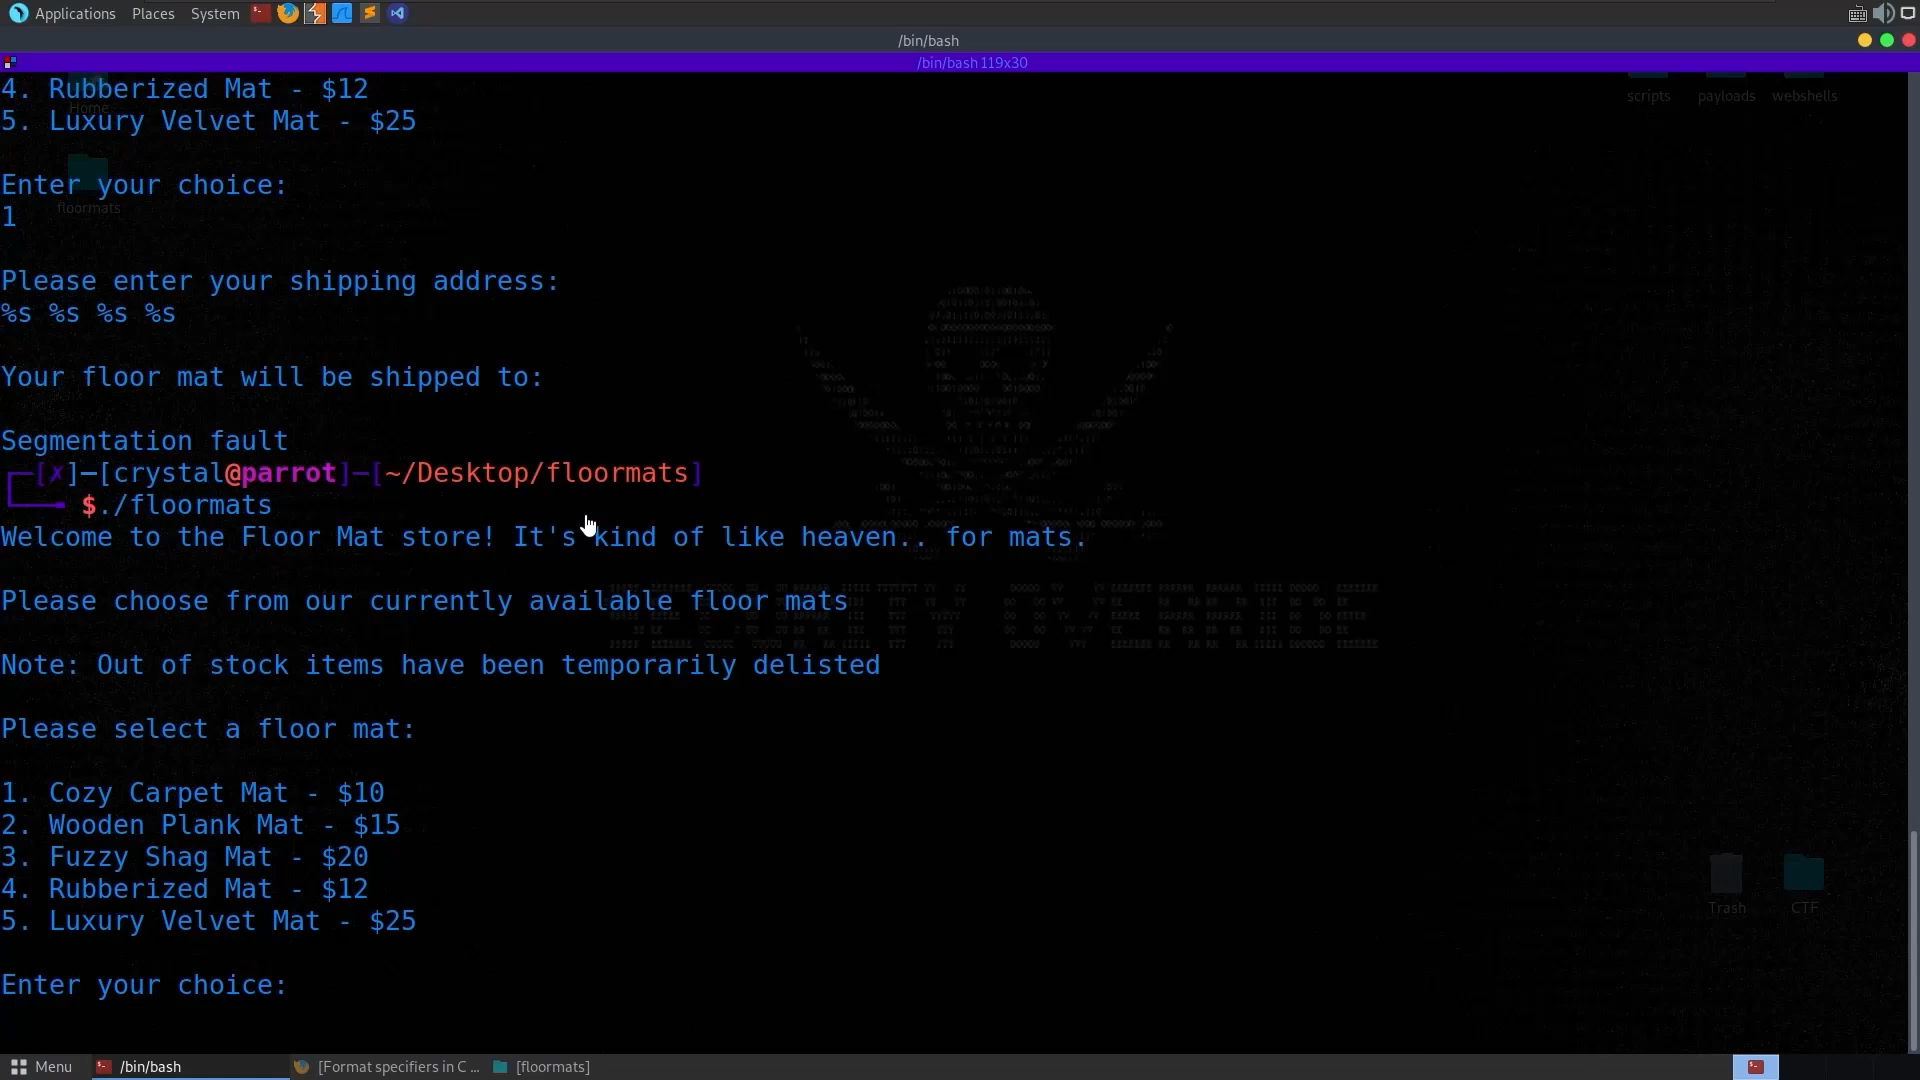 Applications Places System
/bin/bash
/bin/bash 119x30
4. Rubberized Mat - $12
Home
scripts payloads webshells
5. Luxury Velvet Mat - $25
Enter your choice:
floormats
1
Please enter your shipping address:
%s %s %s %s
Your floor mat will be shipped to:
Segmentation fault
┌─[✗]─[crystal@parrot]─[~/Desktop/floormats]
└──╼ $./floormats
Welcome to the Floor Mat store! It's kind of like heaven.. for mats.
Please choose from our currently available floor mats
Note: Out of stock items have been temporarily delisted
Please select a floor mat:
1. Cozy Carpet Mat - $10
2. Wooden Plank Mat - $15
3. Fuzzy Shag Mat - $20
4. Rubberized Mat - $12
5. Luxury Velvet Mat - $25
Trash CTF
Enter your choice:
Menu /bin/bash [Format specifiers in C ... [floormats]